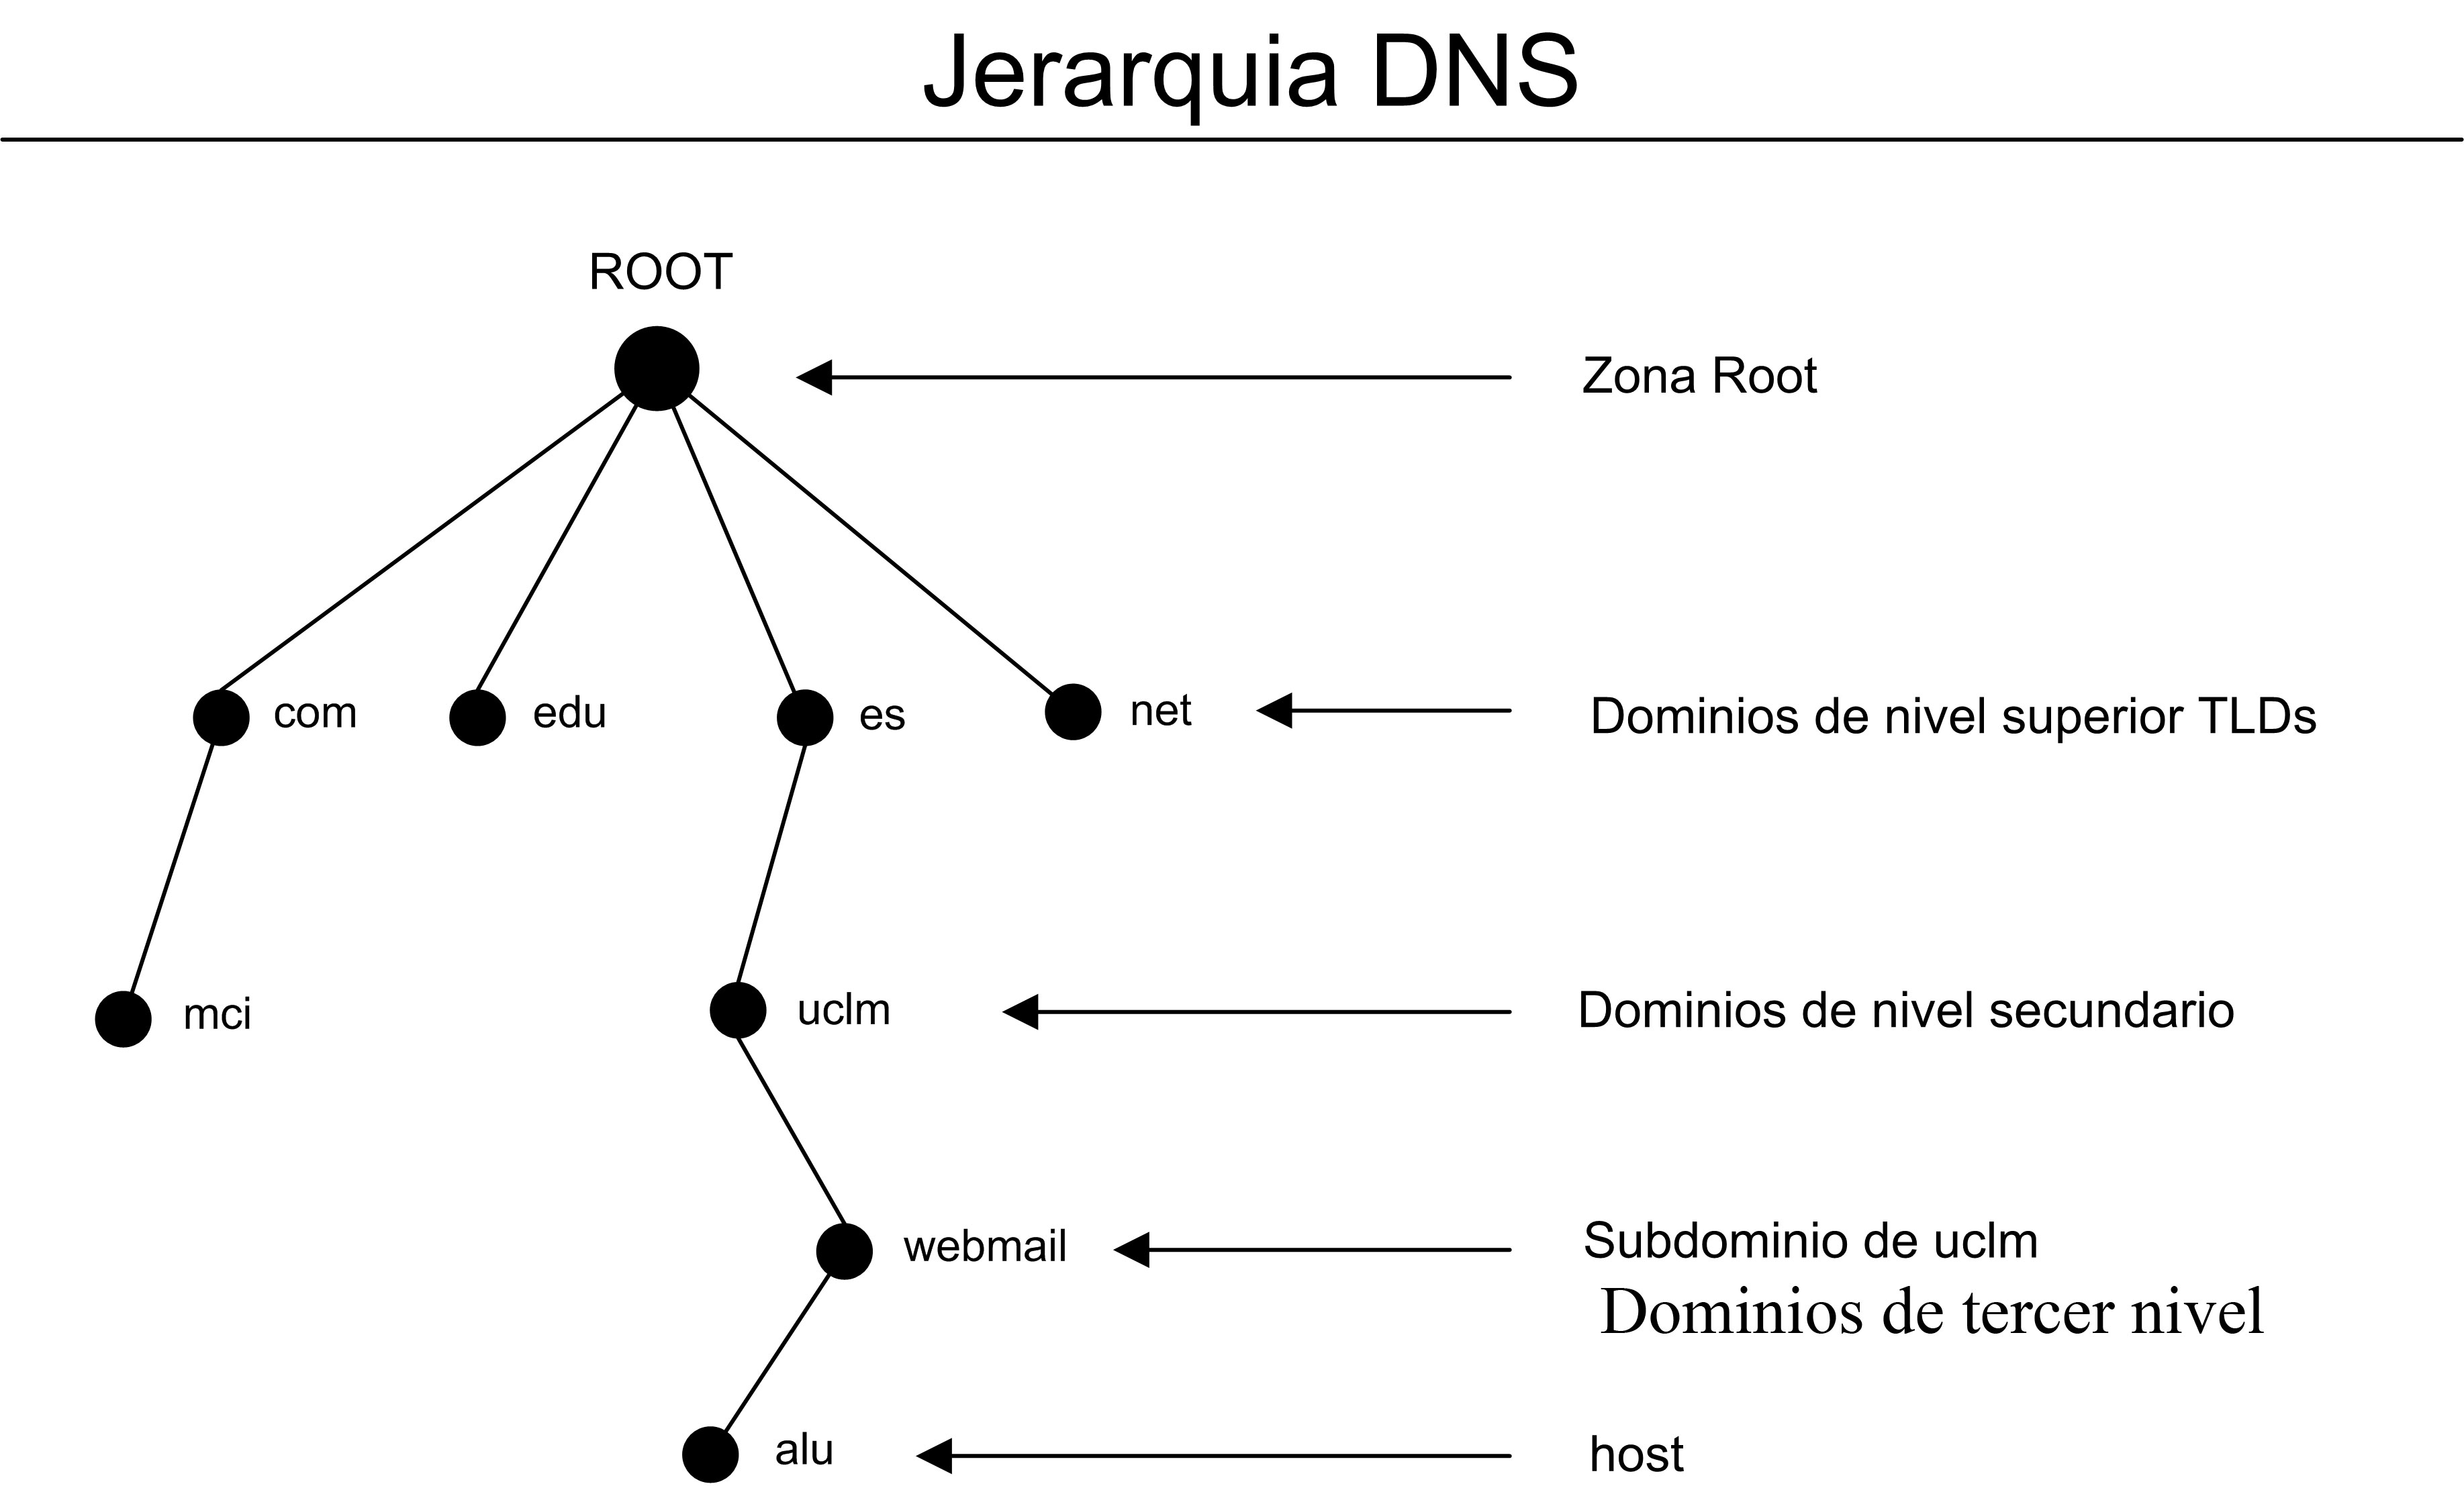 Jerarquia DNS
ROOT
Zona Root
com
edu
es
net
Dominios de nivel superior TLDs
mci
uclm
Dominios de nivel secundario
webmail
Subdominio de uclm
Dominios de tercer nivel
alu
host